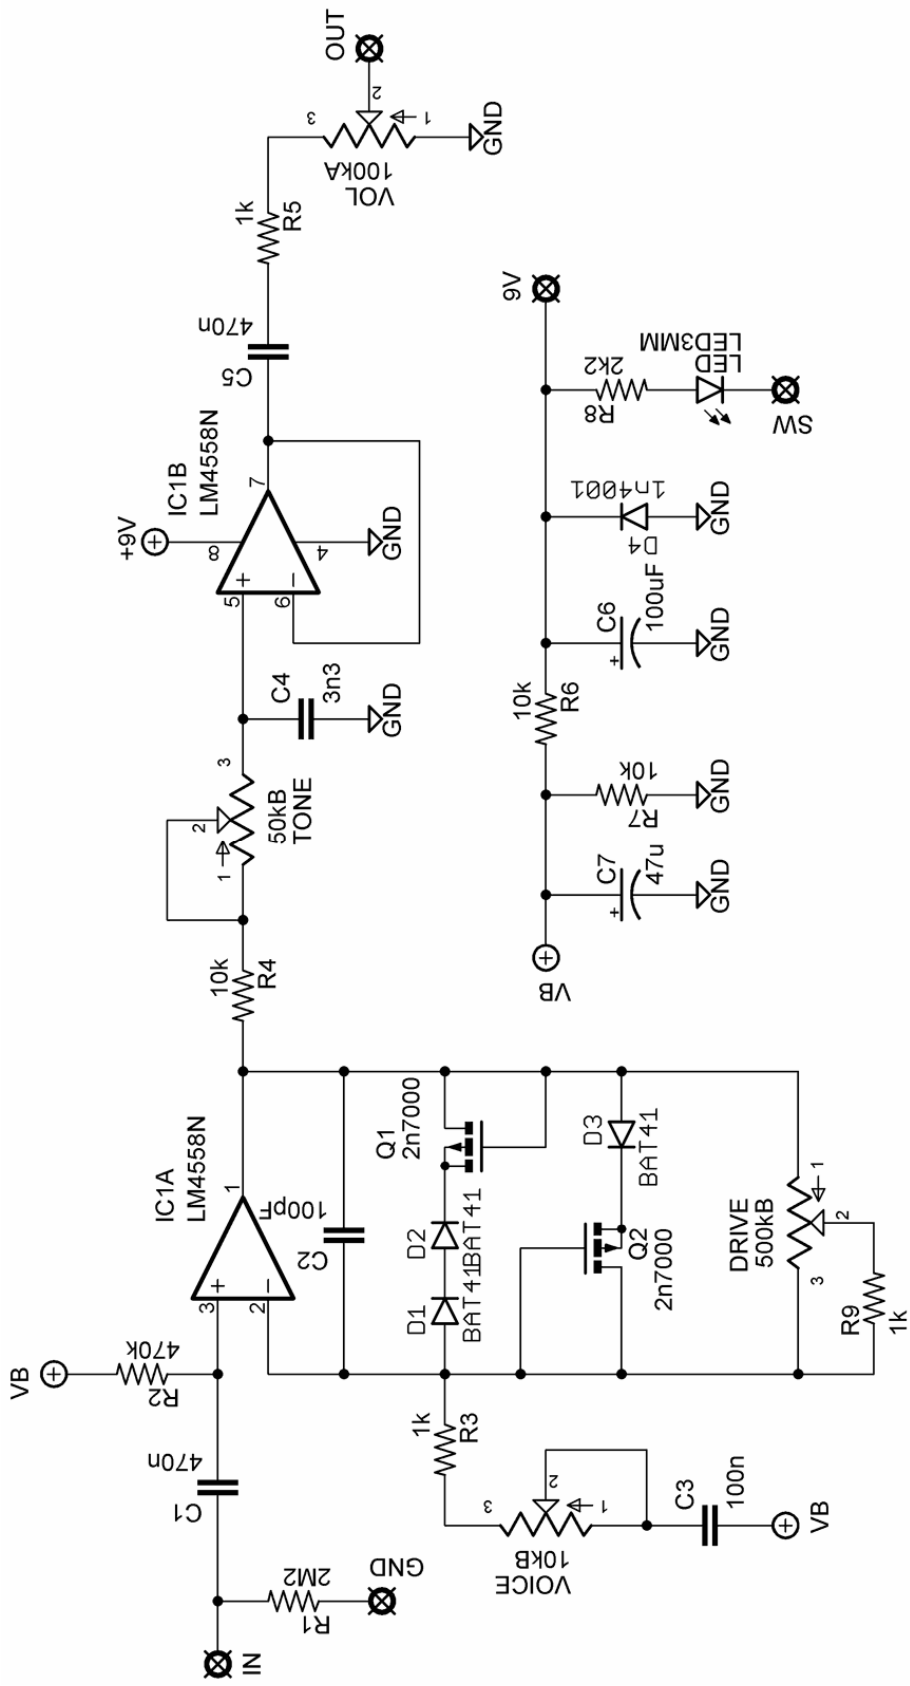 IN
R1
2M2
GND
C1
470n
VB
R2
470k
3
2
+
−
1
IC1A
LM4558N
C2
100pF
1k
R3
3
2
1
VOICE
10kB
C3
100n
VB
D1
BAT41
D2
BAT41
Q1
2n7000
Q2
2n7000
D3
BAT41
DRIVE
500kB
3
2
1
R9
1k
10k
R4
1
2
3
50kB
TONE
C4
3n3
GND
5
6
+
−
7
8
4
+9V
GND
IC1B
LM4558N
C5
470n
1k
R5
3
2
1
VOL
100kA
GND
OUT
VB
C7
+
47u
GND
R7
10k
GND
10k
R6
C6
+
100uF
GND
D4
1n4001
GND
R8
2k2
LED
LED3MM
SW
9V